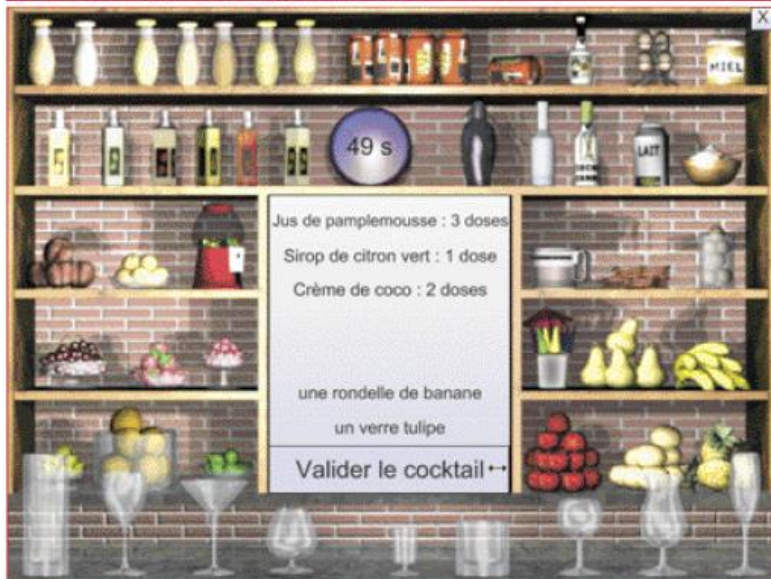 X
MIEL
49 s
LAIT
Jus de pamplemousse : 3 doses
Sirop de citron vert : 1 dose
Crème de coco : 2 doses
une rondelle de banane
un verre tulipe
Valider le cocktail